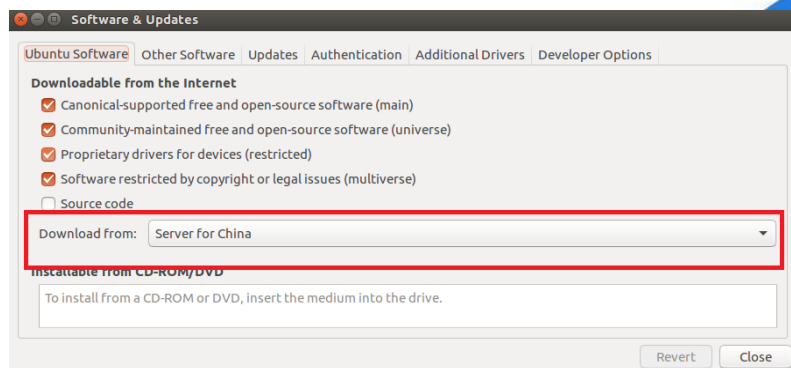 Software & Updates
Ubuntu Software Other Software Updates Authentication Additional Drivers Developer Options
Downloadable from the Internet
Canonical-supported free and open-source software (main)
Community-maintained free and open-source software (universe)
Proprietary drivers for devices (restricted)
Software restricted by copyright or legal issues (multiverse)
Source code
Download from: Server for China
Installable from CD-ROM/DVD
To install from a CD-ROM or DVD, insert the medium into the drive.
Revert Close